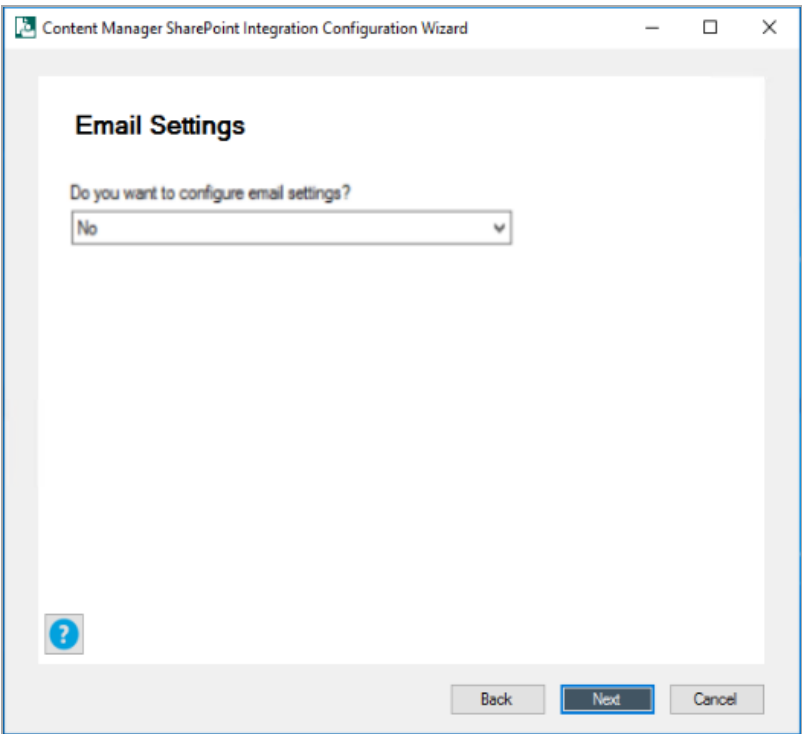 Content Manager SharePoint Integration Configuration Wizard
Email Settings
Do you want to configure email settings?
No
?
Back
Next
Cancel